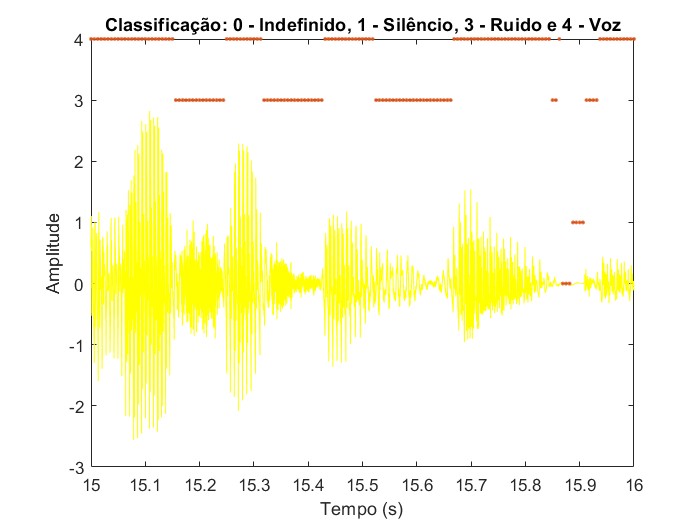 Classificação: 0 - Indefinido, 1 - Silêncio, 3 - Ruido e 4 - Voz
4
3
2
1
0
-1
-2
-3
Amplitude
15 15.1 15.2 15.3 15.4 15.5 15.6 15.7 15.8 15.9 16
Tempo (s)